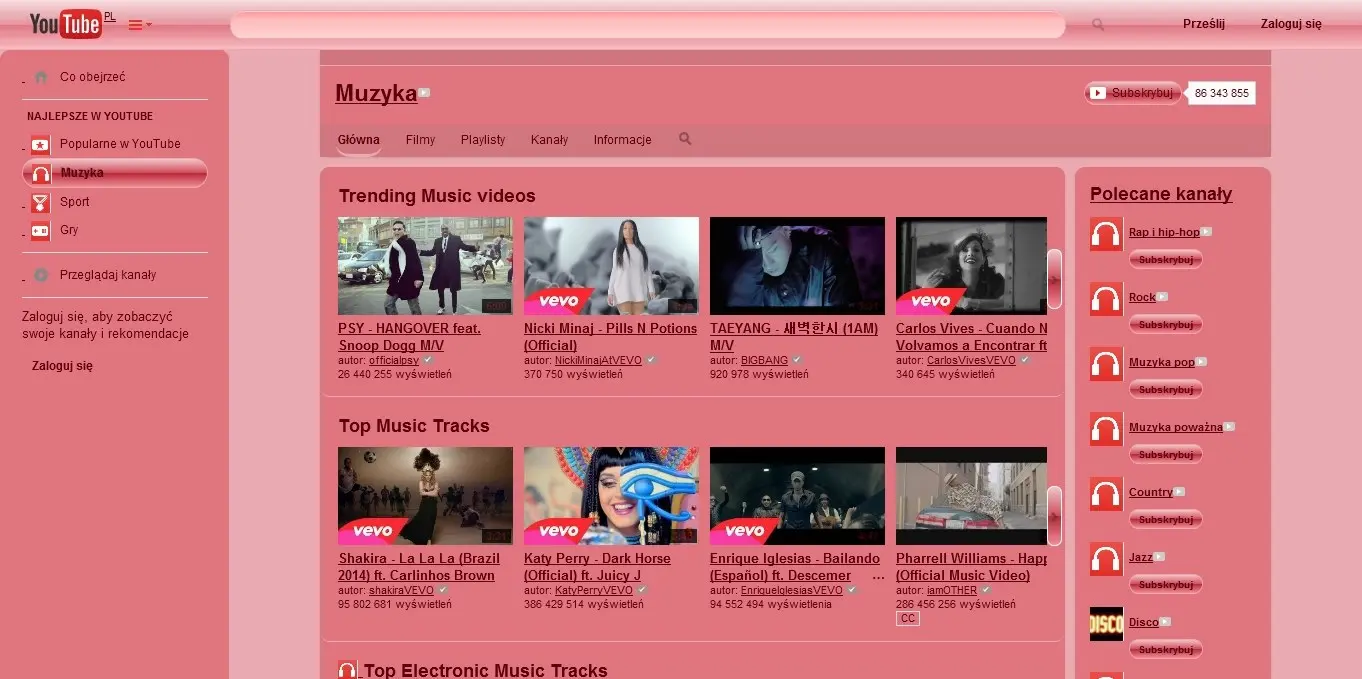 YouTube PL
Prześlij
Zaloguj się
Co obejrzeć
NAJLEPSZE W YOUTUBE
Popularne w YouTube
Muzyka
Sport
Gry
Przeglądaj kanały
Zaloguj się, aby zobaczyć
swoje kanały i rekomendacje
Zaloguj się
Muzyka
Subskrybuj 86 343 855
Główna Filmy Playlisty Kanały Informacje
Trending Music videos
vevo
vevo
PSY - HANGOVER feat.
Snoop Dogg M/V
autor: officialpsy
26 440 255 wyświetleń
Nicki Minaj - Pills N Potions
(Official)
autor: NickiMinajAtVEVO
370 750 wyświetleń
TAEYANG - 새벽한시 (1AM)
M/V
autor: BIGBANG
920 978 wyświetleń
Carlos Vives - Cuando N
Volvamos a Encontrar ft
autor: CarlosVivesVEVO
340 645 wyświetleń
Top Music Tracks
vevo
vevo
vevo
Shakira - La La La (Brazil
2014) ft. Carlinhos Brown
autor: shakiraVEVO
95 802 681 wyświetleń
Katy Perry - Dark Horse
(Official) ft. Juicy J
autor: KatyPerryVEVO
386 429 514 wyświetleń
Enrique Iglesias - Bailando
(Español) ft. Descemer ...
autor: EnriqueIglesiasVEVO
94 552 494 wyświetlenia
Pharrell Williams - Happ
(Official Music Video)
autor: iamOTHER
286 456 256 wyświetleń
CC
Top Electronic Music Tracks
Polecane kanały
Rap i hip-hop
Subskrybuj
Rock
Subskrybuj
Muzyka pop
Subskrybuj
Muzyka poważna
Subskrybuj
Country
Subskrybuj
Jazz
Subskrybuj
DISCO
Disco
Subskrybuj